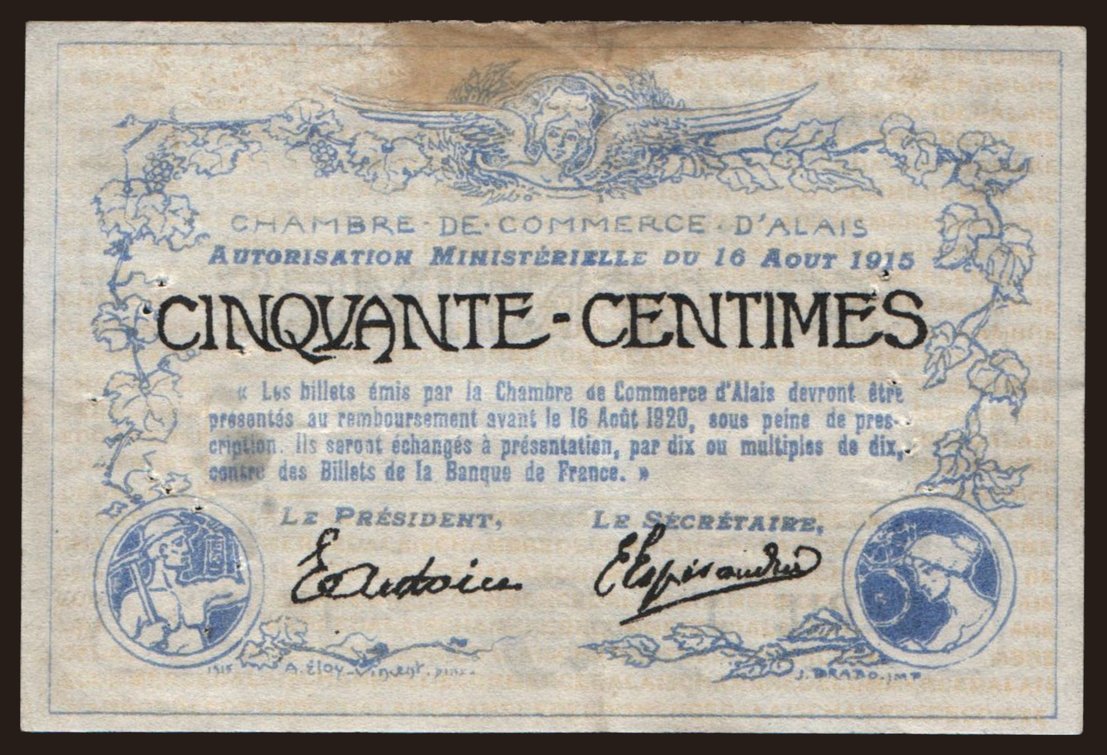 CHAMBRE-DE-COMMERCE D'ALAIS
AUTORISATION MINISTÉRIELLE DU 16 AOUT 1915
CINQVANTE-CENTIMES
« Les billets émis par la Chambre de Commerce d'Alais devront être
présentés au remboursement avant le 16 Août 1920, sous peine de pres-
cription. Ils seront échangés à présentation, par dix ou multiples de dix,
contre des Billets de la Banque de France. »
LE PRÉSIDENT, LE SECRÉTAIRE,
1915 A. Éloy-Vincent. pinx. J. BRABO. IMP